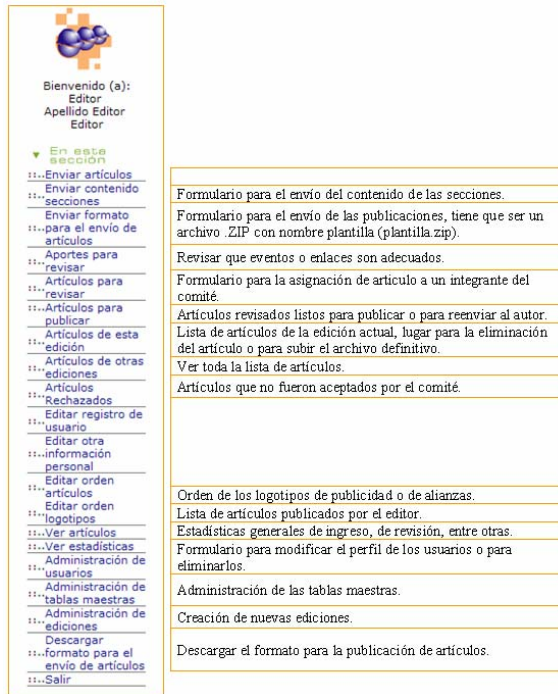 Bienvenido (a):
Editor
Apellido Editor
Editor
En esta
sección
::..Enviar artículos
Enviar contenido
::..secciones
Enviar formato
::..para el envío de
artículos
Aportes para
::..revisar
Artículos para
::..revisar
::..Artículos para
publicar
Artículos de esta
::..edición
Artículos de otras
::..ediciones
Artículos
::..Rechazados
Editar registro de
::..usuario
Editar otra
::..información
personal
Editar orden
::..artículos
Editar orden
::..logotipos
::..Ver artículos
::..Ver estadísticas
Administración de
::..usuarios
Administración de
::..tablas maestras
Administración de
::..ediciones
Descargar
::..formato para el
envío de artículos
::..Salir
Formulario para el envío del contenido de las secciones.
Formulario para el envío de las publicaciones, tiene que ser un
archivo .ZIP con nombre plantilla (plantilla.zip).
Revisar que eventos o enlaces son adecuados.
Formulario para la asignación de articulo a un integrante del
comité.
Artículos revisados listos para publicar o para reenviar al autor.
Lista de artículos de la edición actual, lugar para la eliminación
del artículo o para subir el archivo definitivo.
Ver toda la lista de artículos.
Artículos que no fueron aceptados por el comité.
Orden de los logotipos de publicidad o de alianzas.
Lista de artículos publicados por el editor.
Estadísticas generales de ingreso, de revisión, entre otras.
Formulario para modificar el perfil de los usuarios o para
eliminarlos.
Administración de las tablas maestras.
Creación de nuevas ediciones.
Descargar el formato para la publicación de artículos.